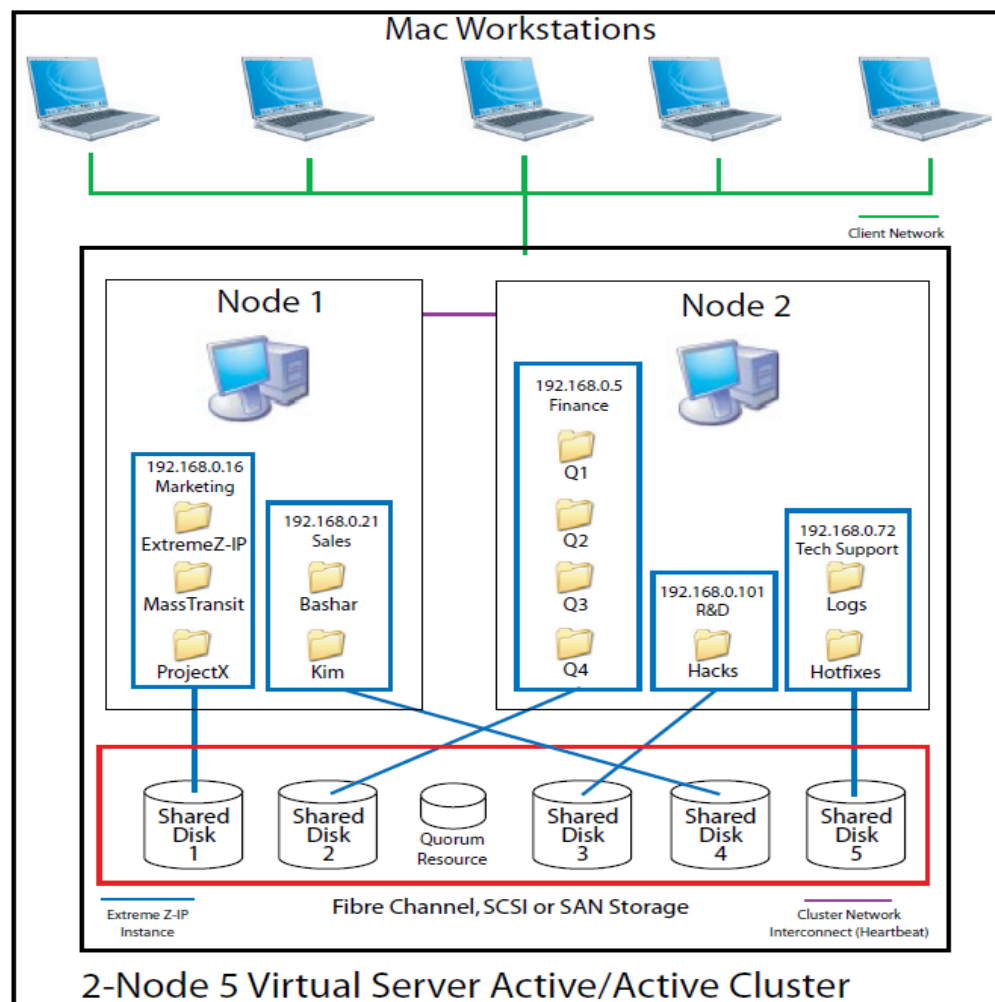 Mac Workstations
Client Network
Node 1
Node 2
192.168.0.16
Marketing
ExtremeZ-IP
MassTransit
ProjectX
192.168.0.21
Sales
Bashar
Kim
192.168.0.5
Finance
Q1
Q2
Q3
Q4
192.168.0.101
R&D
Hacks
192.168.0.72
Tech Support
Logs
Hotfixes
Shared
Disk
1
Shared
Disk
2
Quorum
Resource
Shared
Disk
3
Shared
Disk
4
Shared
Disk
5
Extreme Z-IP
Instance
Fibre Channel, SCSI or SAN Storage
Cluster Network
Interconnect (Heartbeat)
2-Node 5 Virtual Server Active/Active Cluster